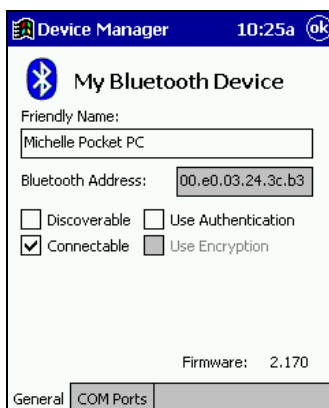 Device Manager 10:25a ok
My Bluetooth Device
Friendly Name:
Michelle Pocket PC
Bluetooth Address: 00.e0.03.24.3c.b3
Discoverable Use Authentication
Connectable Use Encryption
Firmware: 2.170
General COM Ports